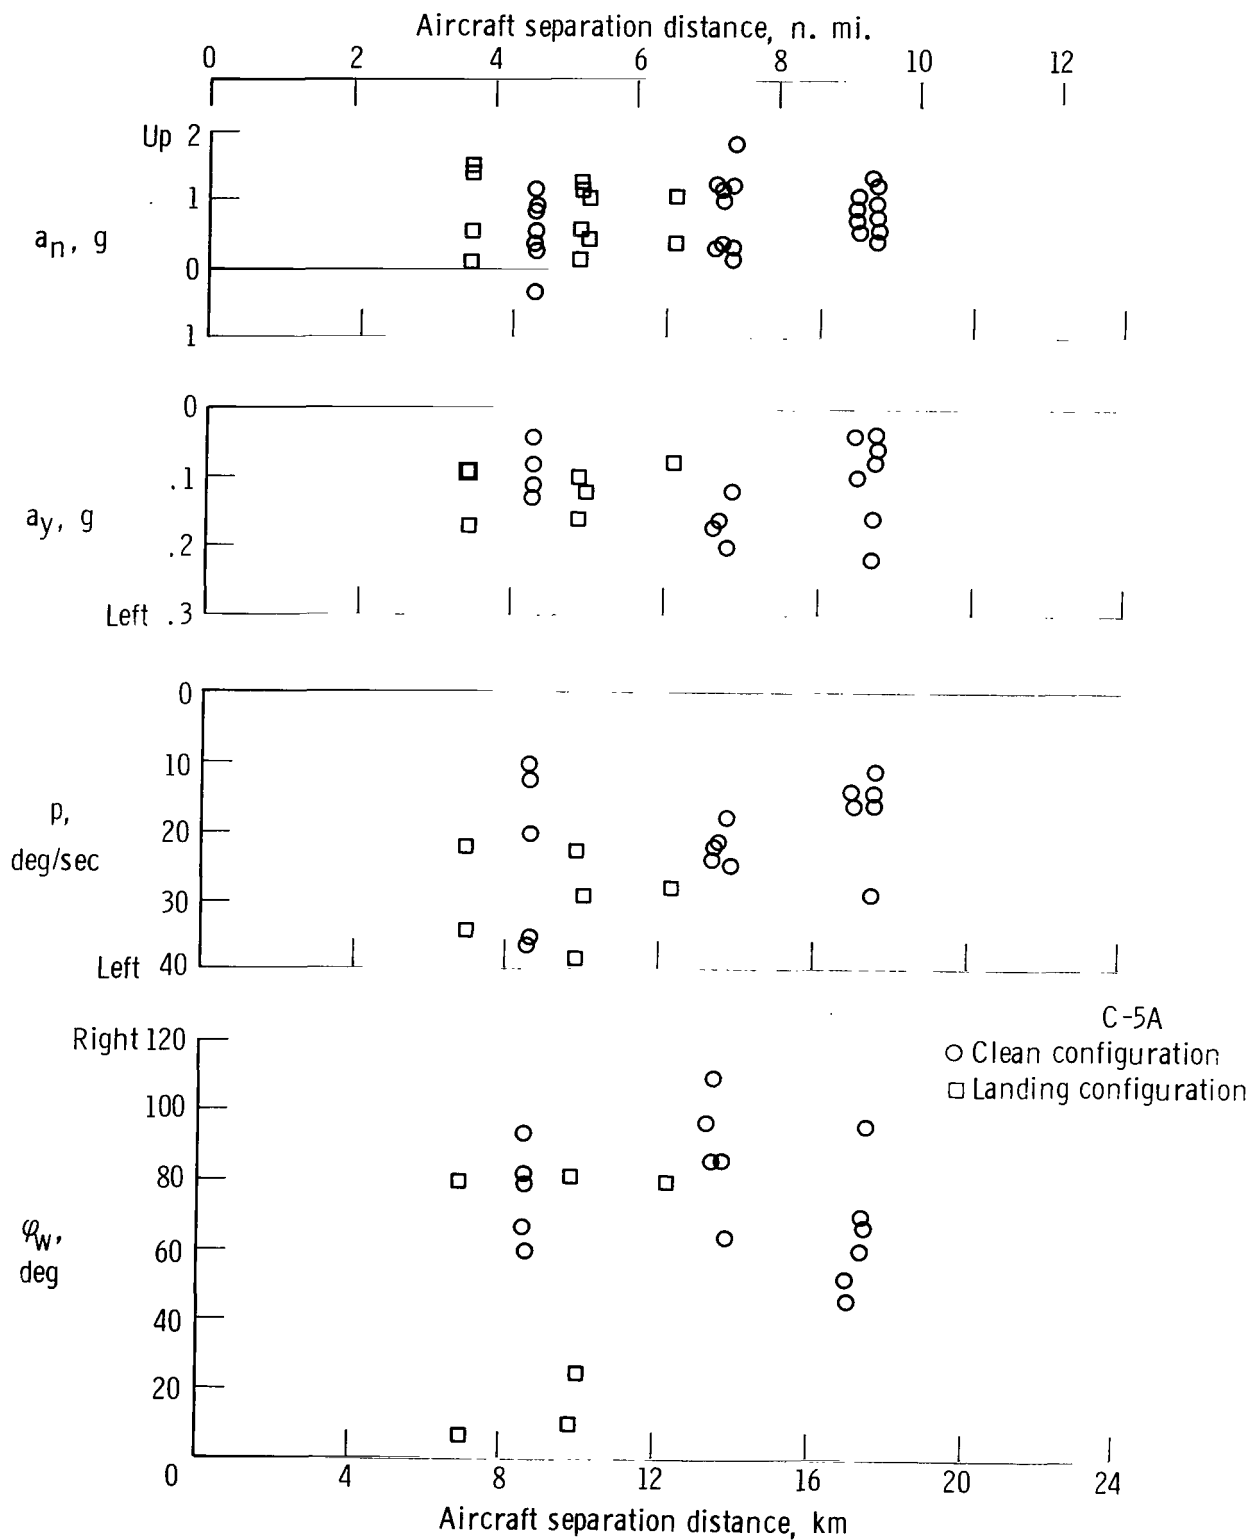 Aircraft separation distance, n. mi.
0 2 4 6 8 10 12
Up 2
1
0
1
aₙ, g
0
.1
.2
Left .3
aᵧ, g
0
10
20
30
Left 40
p,
deg/sec
C-5A
Clean configuration
Landing configuration
Right 120
100
80
60
40
20
0
φw,
deg
4 8 12 16 20 24
Aircraft separation distance, km